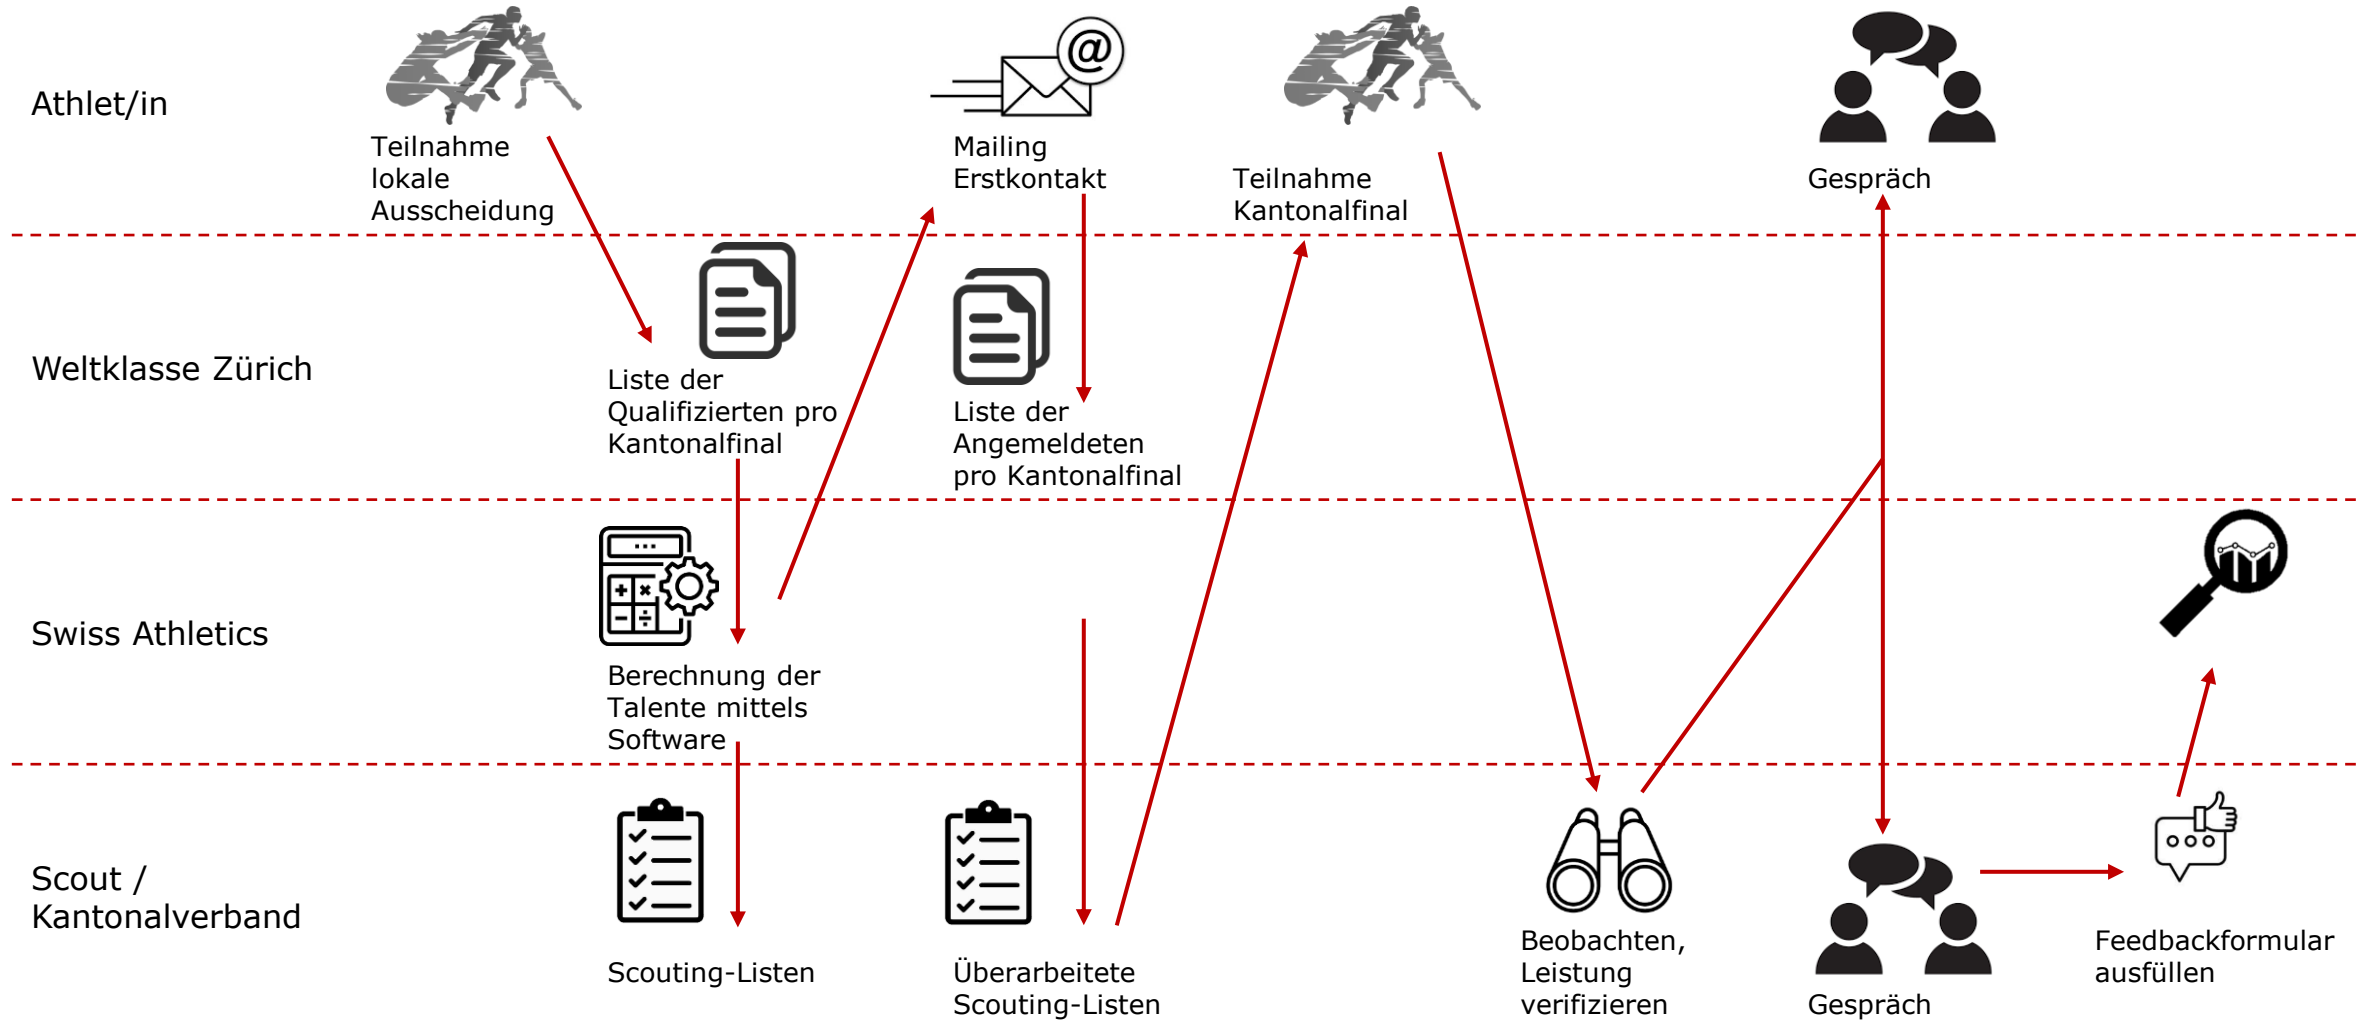 Athlet/in
Teilnahme
lokale
Ausscheidung
@
Mailing
Erstkontakt
Teilnahme
Kantonalfinal
Gespräch
Weltklasse Zürich
Liste der
Qualifizierten pro
Kantonalfinal
Liste der
Angemeldeten
pro Kantonalfinal
Swiss Athletics
Berechnung der
Talente mittels
Software
Scout /
Kantonalverband
Scouting-Listen
Überarbeitete
Scouting-Listen
Beobachten,
Leistung
verifizieren
Gespräch
Feedbackformular
ausfüllen